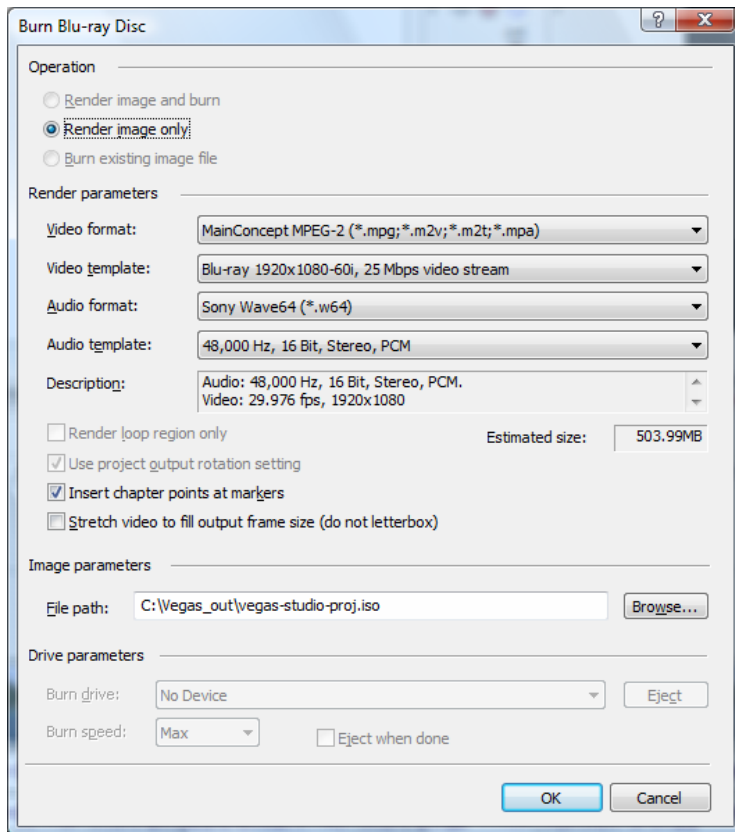 Burn Blu-ray Disc
Operation
Render image and burn
Render image only
Burn existing image file
Render parameters
Video format: MainConcept MPEG-2 (*.mpg;*.m2v;*.m2t;*.mpa)
Video template: Blu-ray 1920x1080-60i, 25 Mbps video stream
Audio format: Sony Wave64 (*.w64)
Audio template: 48,000 Hz, 16 Bit, Stereo, PCM
Description: Audio: 48,000 Hz, 16 Bit, Stereo, PCM.
Video: 29.976 fps, 1920x1080
Render loop region only
Estimated size: 503.99MB
Use project output rotation setting
Insert chapter points at markers
Stretch video to fill output frame size (do not letterbox)
Image parameters
File path: C:\Vegas_out\vegas-studio-proj.iso Browse...
Drive parameters
Burn drive: No Device Eject
Burn speed: Max Eject when done
OK Cancel